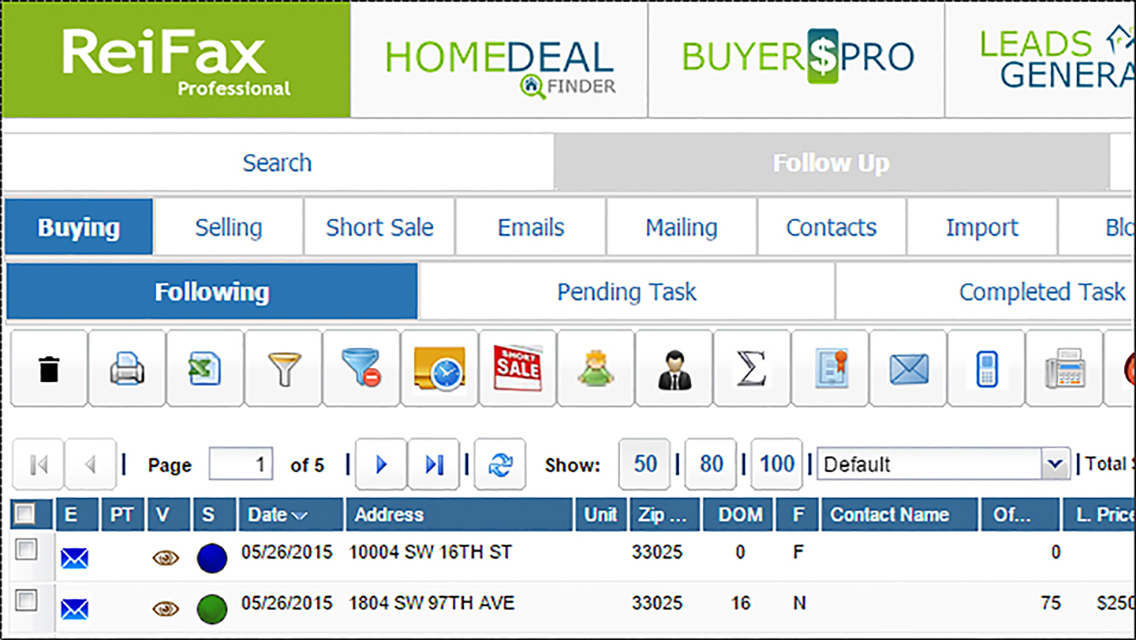 ReiFax
Professional
HOMEDEAL
FINDER
BUYER$PRO
LEADS
GENERA
Search Follow Up
Buying Selling Short Sale Emails Mailing Contacts Import Blo
Following Pending Task Completed Task
SHORT
SALE
Page 1 of 5 Show: 50 80 100 Default Total
E PT V S Date Address Unit Zip ... DOM F Contact Name Of... L. Price
05/26/2015 10004 SW 16TH ST 33025 0 F 0
05/26/2015 1804 SW 97TH AVE 33025 16 N 75 $250